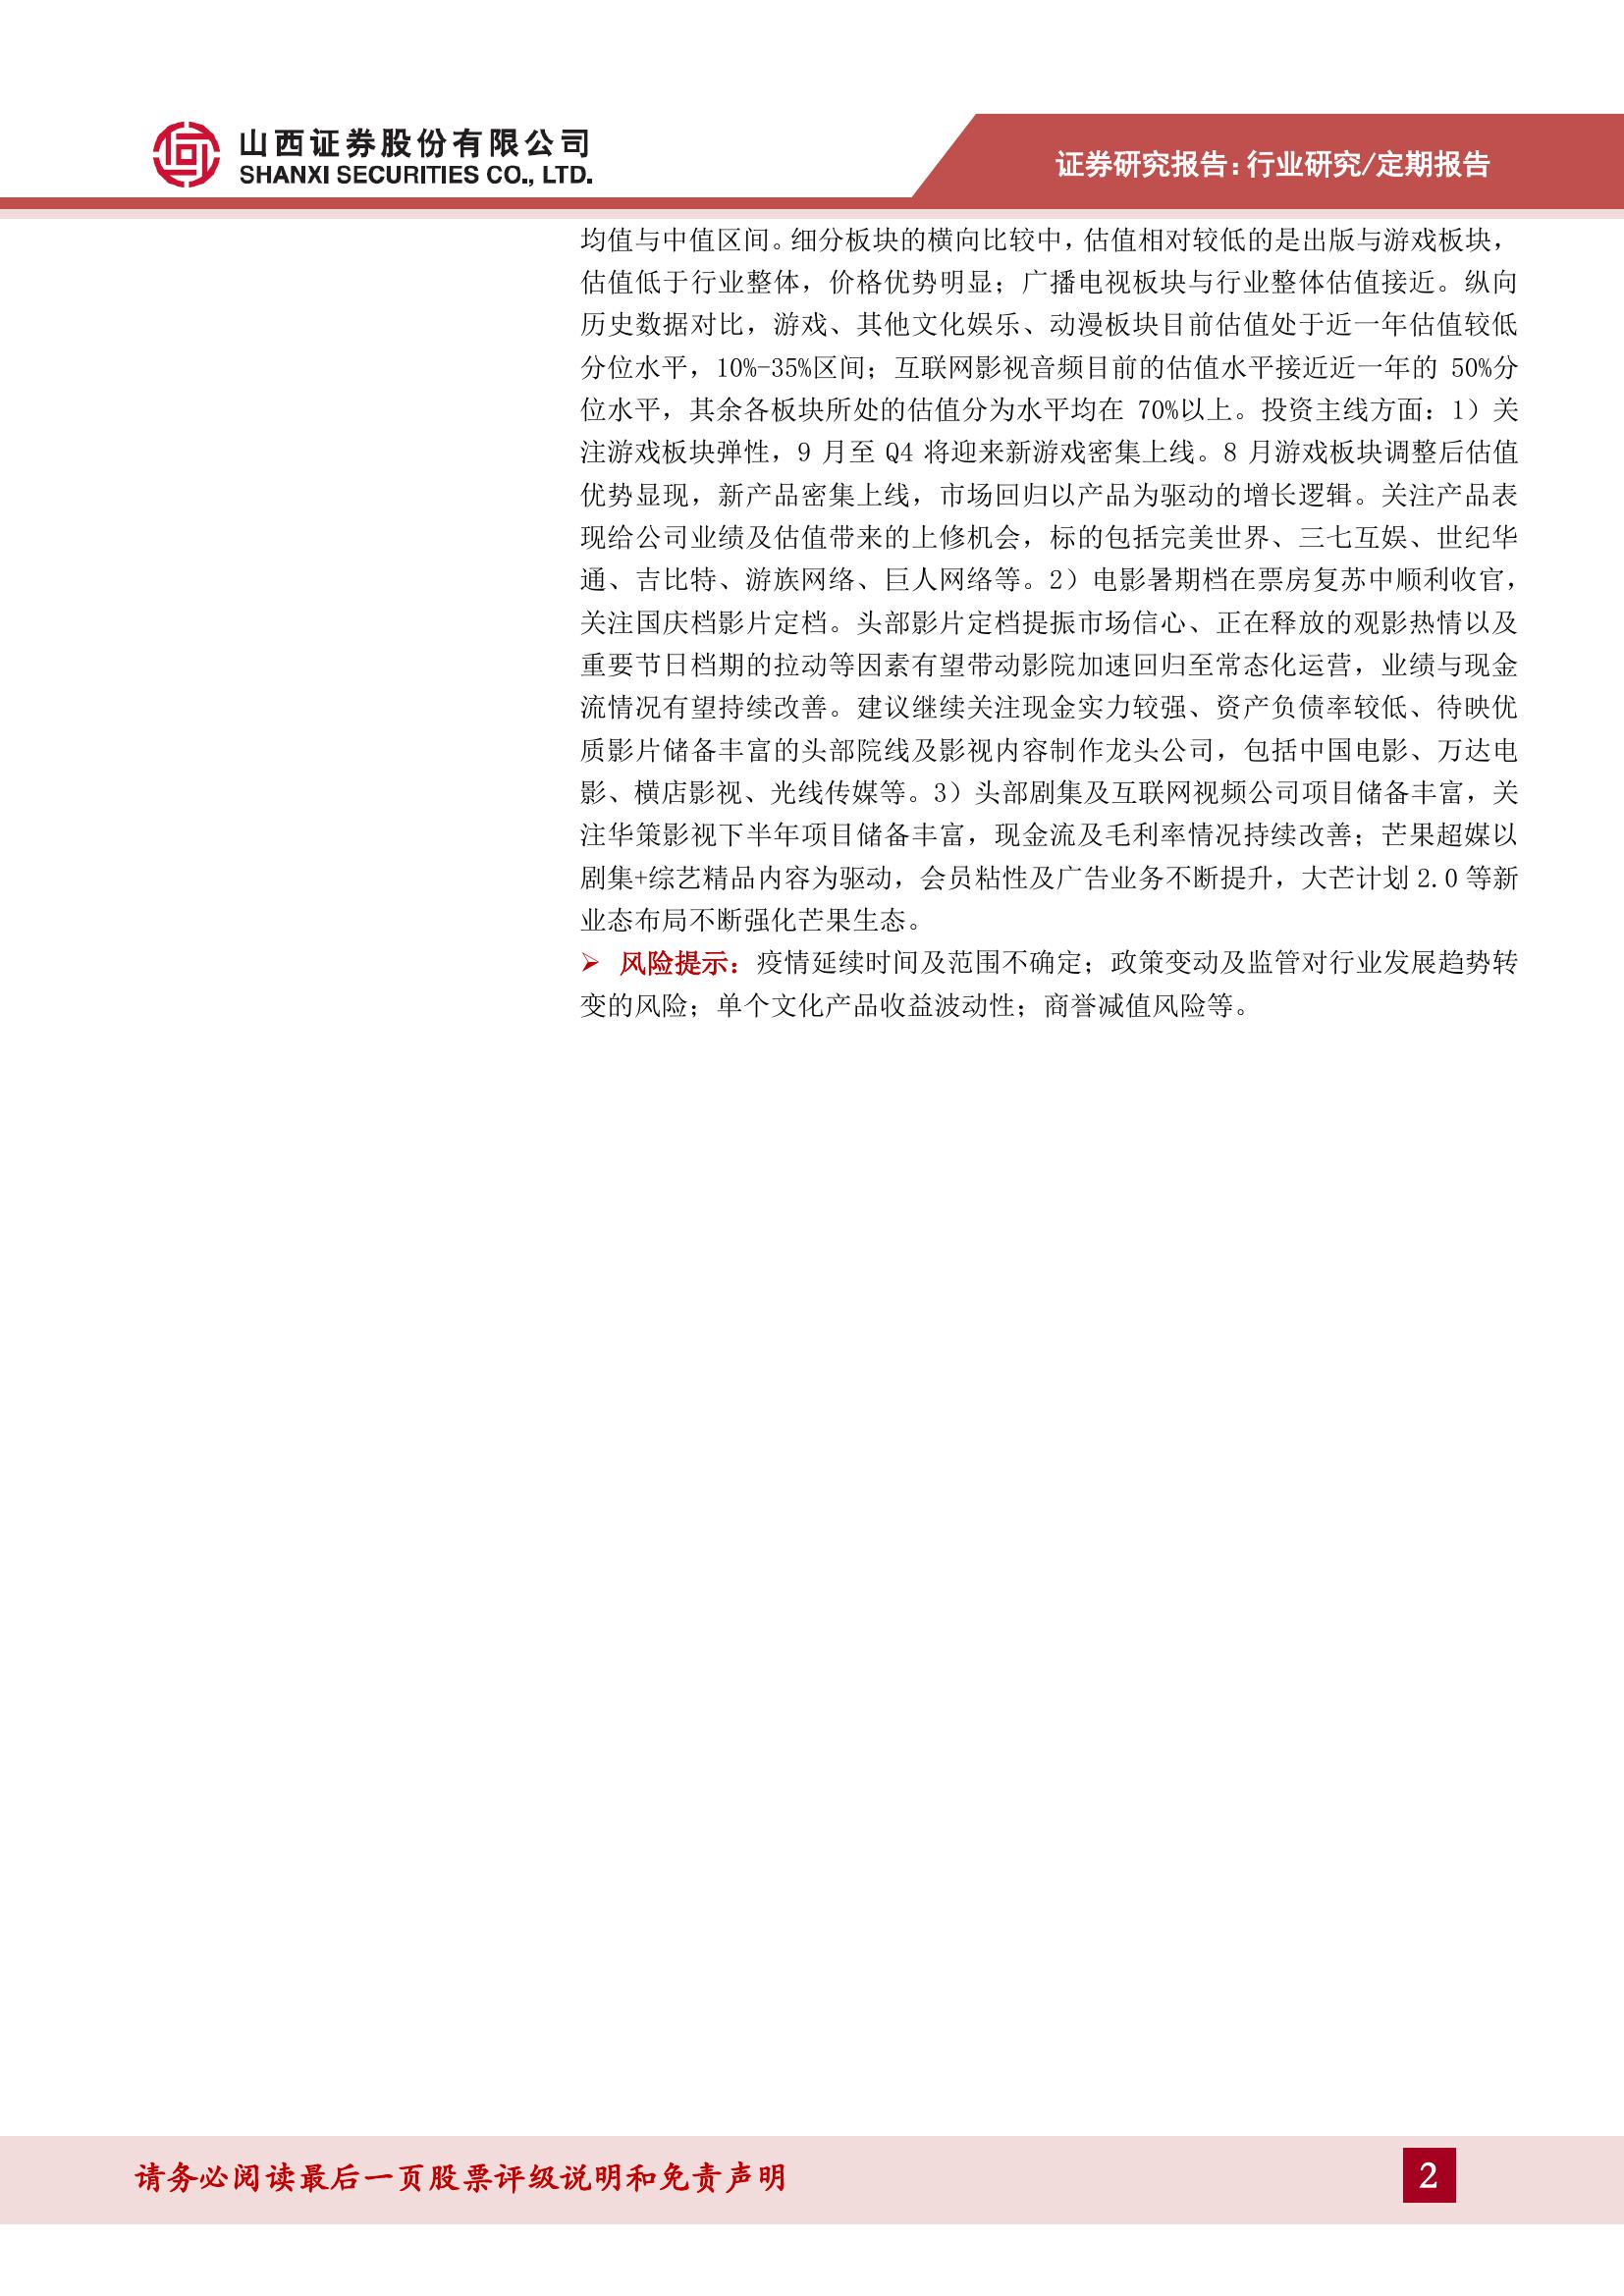 山西证券股份有限公司
SHANXI SECURITIES CO., LTD.
证券研究报告：行业研究/定期报告
均值与中值区间。细分板块的横向比较中，估值相对较低的是出版与游戏板块，
估值低于行业整体，价格优势明显；广播电视板块与行业整体估值接近。纵向
历史数据对比，游戏、其他文化娱乐、动漫板块目前估值处于近一年估值较低
分位水平，10%-35%区间；互联网影视音频目前的估值水平接近近一年的 50%分
位水平，其余各板块所处的估值分为水平均在 70%以上。投资主线方面：1）关
注游戏板块弹性，9 月至 Q4 将迎来新游戏密集上线。8 月游戏板块调整后估值
优势显现，新产品密集上线，市场回归以产品为驱动的增长逻辑。关注产品表
现给公司业绩及估值带来的上修机会，标的包括完美世界、三七互娱、世纪华
通、吉比特、游族网络、巨人网络等。2）电影暑期档在票房复苏中顺利收官，
关注国庆档影片定档。头部影片定档提振市场信心、正在释放的观影热情以及
重要节日档期的拉动等因素有望带动影院加速回归至常态化运营，业绩与现金
流情况有望持续改善。建议继续关注现金实力较强、资产负债率较低、待映优
质影片储备丰富的头部院线及影视内容制作龙头公司，包括中国电影、万达电
影、横店影视、光线传媒等。3）头部剧集及互联网视频公司项目储备丰富，关
注华策影视下半年项目储备丰富，现金流及毛利率情况持续改善；芒果超媒以
剧集+综艺精品内容为驱动，会员粘性及广告业务不断提升，大芒计划 2.0 等新
业态布局不断强化芒果生态。
➢ 风险提示：疫情延续时间及范围不确定；政策变动及监管对行业发展趋势转
变的风险；单个文化产品收益波动性；商誉减值风险等。
请务必阅读最后一页股票评级说明和免责声明
2